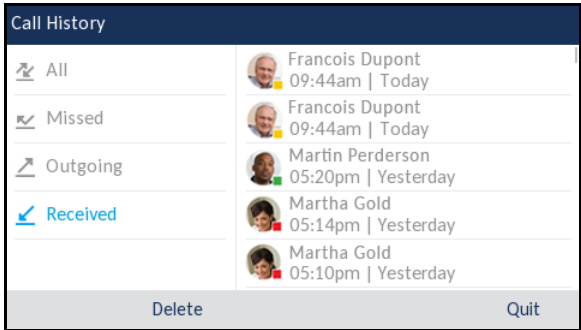 Call History
All
Missed
Outgoing
Received
Francois Dupont
09:44am | Today
Francois Dupont
09:44am | Today
Martin Perderson
05:20pm | Yesterday
Martha Gold
05:14pm | Yesterday
Martha Gold
05:10pm | Yesterday
Delete
Quit